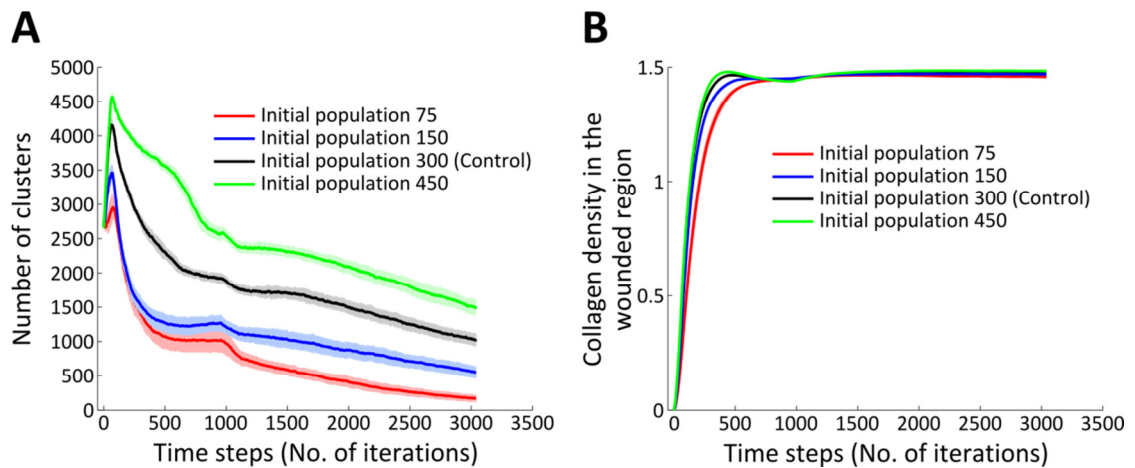 A
Number of clusters
5000
4500
4000
3500
3000
2500
2000
1500
1000
500
0
Initial population 75
Initial population 150
Initial population 300 (Control)
Initial population 450
0 500 1000 1500 2000 2500 3000 3500
Time steps (No. of iterations)
B
Collagen density in the
wounded region
1.5
1
0.5
0
Initial population 75
Initial population 150
Initial population 300 (Control)
Initial population 450
0 500 1000 1500 2000 2500 3000 3500
Time steps (No. of iterations)